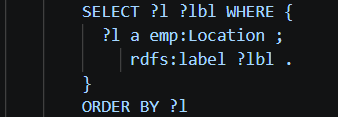 SELECT ?l ?lbl WHERE {
?l a emp:Location ;
rdfs:label ?lbl .
}
ORDER BY ?l